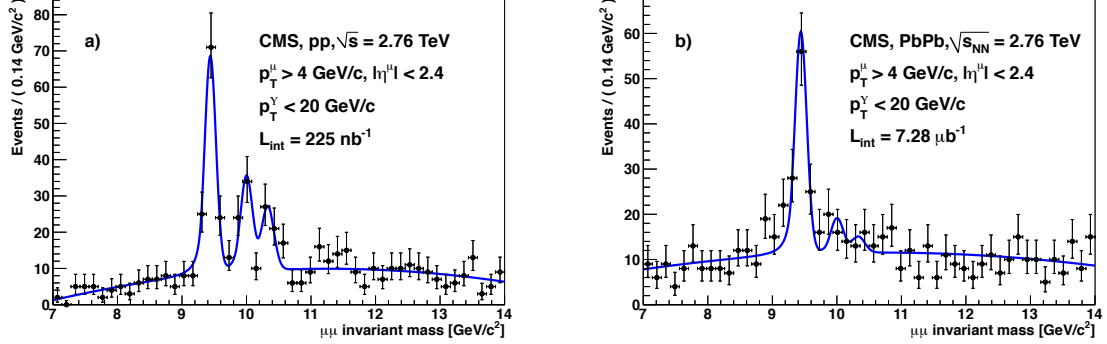 Events / ( 0.14 GeV/c² )
80
70
60
50
40
30
20
10
0
a)
CMS, pp, √s = 2.76 TeV
p_T^μ > 4 GeV/c, |η^μ| < 2.4
p_T^Υ < 20 GeV/c
L_int = 225 nb⁻¹
7 8 9 10 11 12 13 14
μμ invariant mass [GeV/c²]
Events / ( 0.14 GeV/c² )
60
50
40
30
20
10
0
b)
CMS, PbPb, √s_NN = 2.76 TeV
p_T^μ > 4 GeV/c, |η^μ| < 2.4
p_T^Υ < 20 GeV/c
L_int = 7.28 μb⁻¹
7 8 9 10 11 12 13 14
μμ invariant mass [GeV/c²]